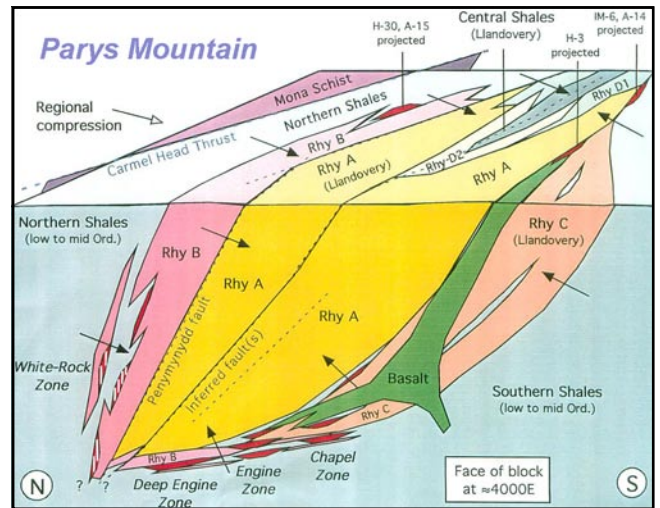 Parys Mountain
H-30, A-15
projected
Central Shales
(Llandovery)
IM-6, A-14
projected
H-3
projected
Regional
compression
Mona Schist
Carmel Head Thrust
Northern Shales
Rhy B
Rhy A
(Llandovery)
Rhy-D2
Rhy D1
Rhy A
Northern Shales
(low to mid Ord.)
Rhy B
Rhy A
Rhy A
Rhy C
(Llandovery)
Penymynydd fault
Inferred fault(s)
White-Rock
Zone
Basalt
Southern Shales
(low to mid Ord.)
Rhy C
Rhy B
N
? ?
Deep Engine
Zone
Engine
Zone
Chapel
Zone
Face of block
at ≈4000E
S